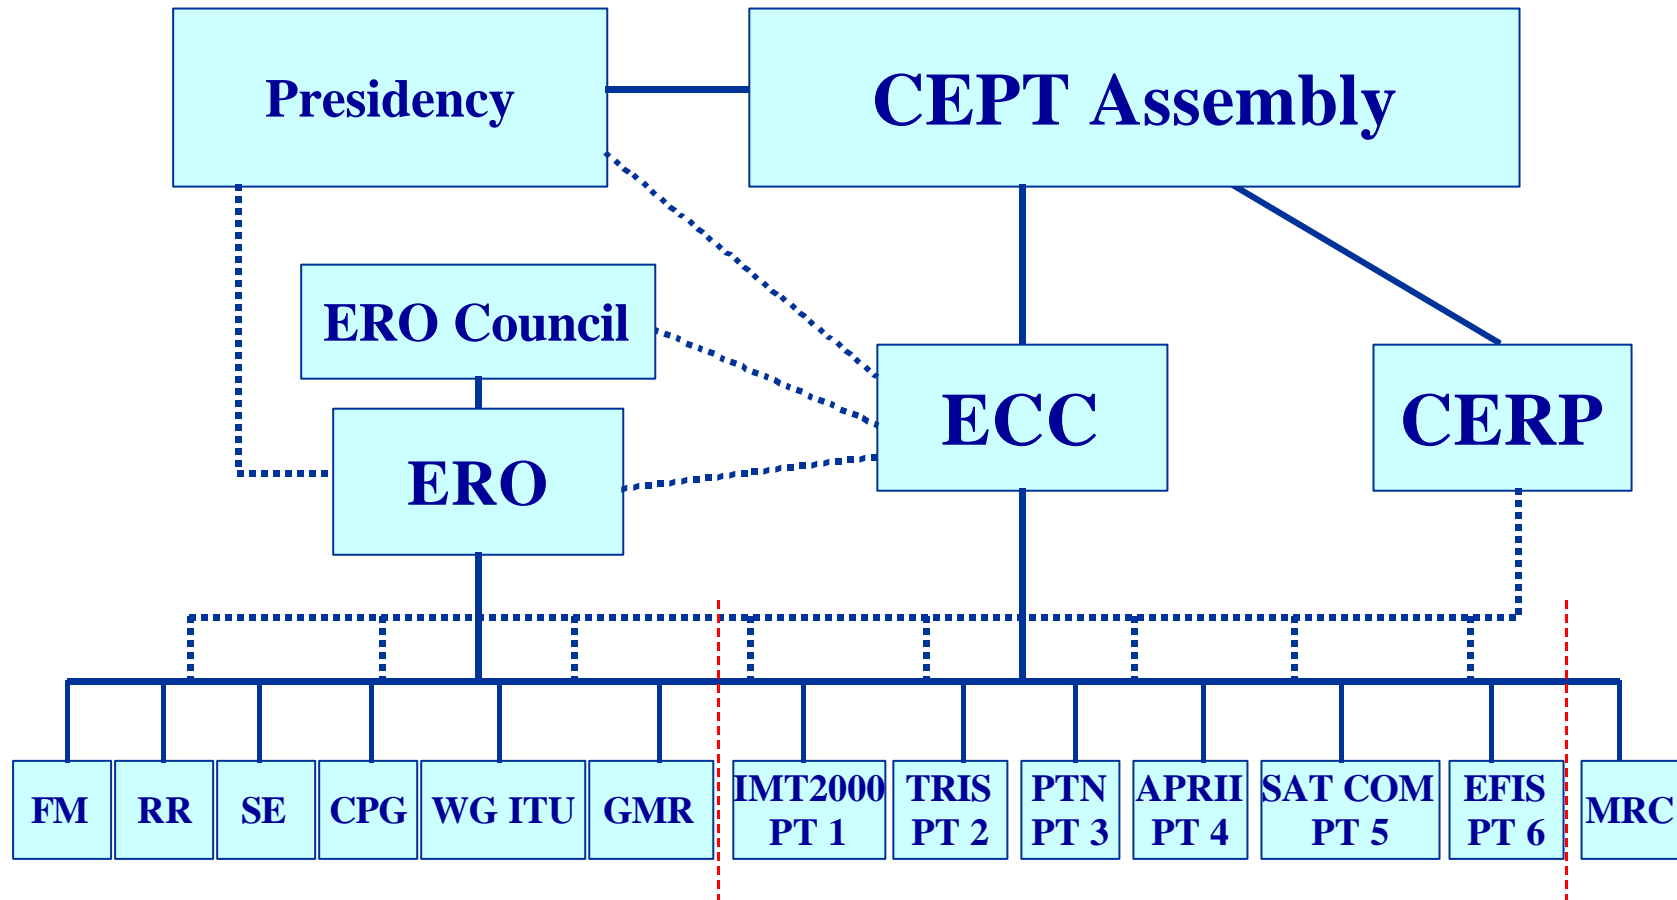 Presidency
CEPT Assembly
ERO Council
ECC
CERP
ERO
FM
RR
SE
CPG
WG ITU
GMR
IMT2000
PT 1
TRIS
PT 2
PTN
PT 3
APRII
PT 4
SAT COM
PT 5
EFIS
PT 6
MRC